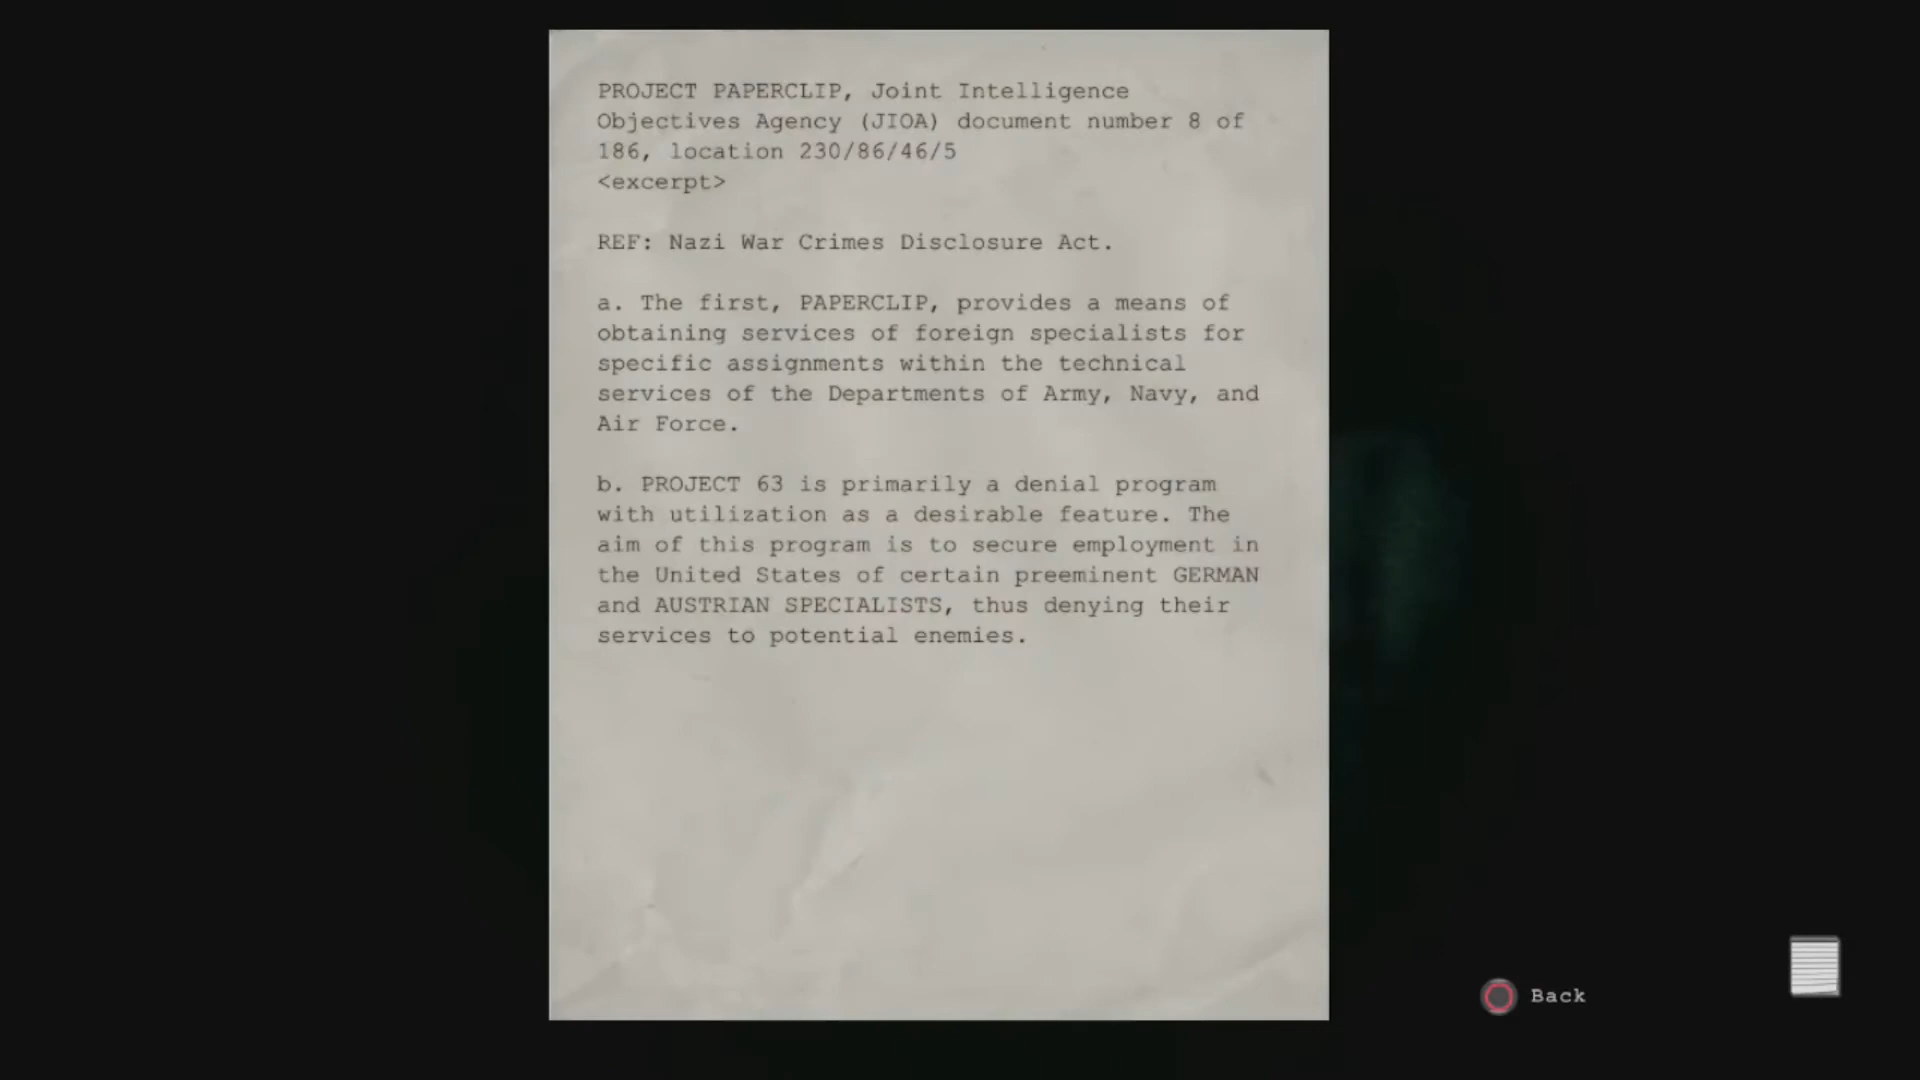 PROJECT PAPERCLIP, Joint Intelligence
Objectives Agency (JIOA) document number 8 of
186, location 230/86/46/5
<excerpt>
REF: Nazi War Crimes Disclosure Act.
a. The first, PAPERCLIP, provides a means of
obtaining services of foreign specialists for
specific assignments within the technical
services of the Departments of Army, Navy, and
Air Force.
b. PROJECT 63 is primarily a denial program
with utilization as a desirable feature. The
aim of this program is to secure employment in
the United States of certain preeminent GERMAN
and AUSTRIAN SPECIALISTS, thus denying their
services to potential enemies.
Back